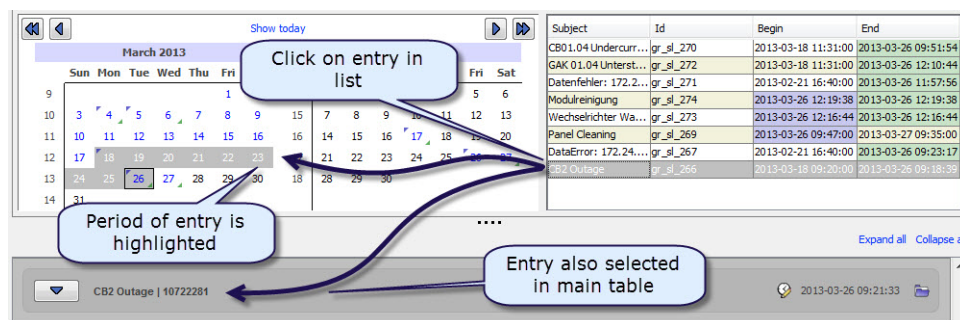 Show today
March 2013
Sun Mon Tue Wed Thu Fri
Fri Sat
9 1 5 6
10 3 4 5 6 7 8 9 15 7 8 9 10 11 12 13
11 10 11 12 13 14 15 16 16 14 15 16 17 18 19 20
12 17 18 19 20 21 22 23 21 22 23 24 25 26 27
13 24 25 26 27 28 29 30 18 28 29 30
14 31
Click on entry in
list
Period of entry is
highlighted
Subject Id Begin End
CB01.04 Undercurr... gr_sl_270 2013-03-18 11:31:00 2013-03-26 09:51:54
GAK 01.04 Unterst... gr_sl_272 2013-03-18 11:31:00 2013-03-26 12:10:44
Datenfehler: 172.2... gr_sl_271 2013-02-21 16:40:00 2013-03-26 11:57:56
Modulreinigung gr_sl_274 2013-03-26 12:19:38 2013-03-26 12:19:38
Wechselrichter Wa... gr_sl_273 2013-03-26 12:16:44 2013-03-26 12:16:44
Panel Cleaning gr_sl_269 2013-03-26 09:47:00 2013-03-27 09:35:00
DataError: 172.24.... gr_sl_267 2013-02-21 16:40:00 2013-03-26 09:23:17
CB2 Outage gr_sl_266 2013-03-18 09:20:00 2013-03-26 09:18:39
....
Expand all Collapse a
Entry also selected
in main table
CB2 Outage | 10722281
2013-03-26 09:21:33